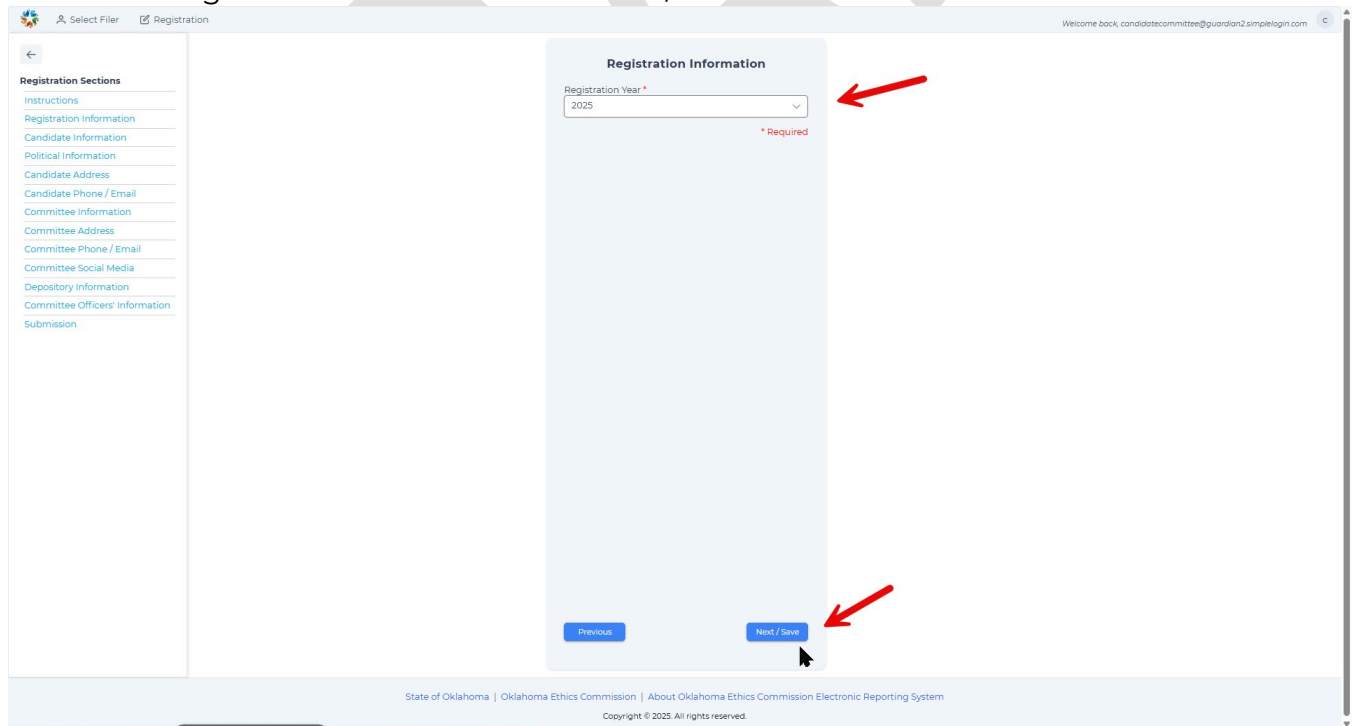 Select Filer Registration
Welcome back, candidatecommittee@guardian2.simplelogin.com C
Registration Sections
Instructions
Registration Information
Candidate Information
Political Information
Candidate Address
Candidate Phone / Email
Committee Information
Committee Address
Committee Phone / Email
Committee Social Media
Depository Information
Committee Officers' Information
Submission
Registration Information
Registration Year *
2025
* Required
Previous Next / Save
State of Oklahoma | Oklahoma Ethics Commission | About Oklahoma Ethics Commission Electronic Reporting System
Copyright © 2025. All rights reserved.